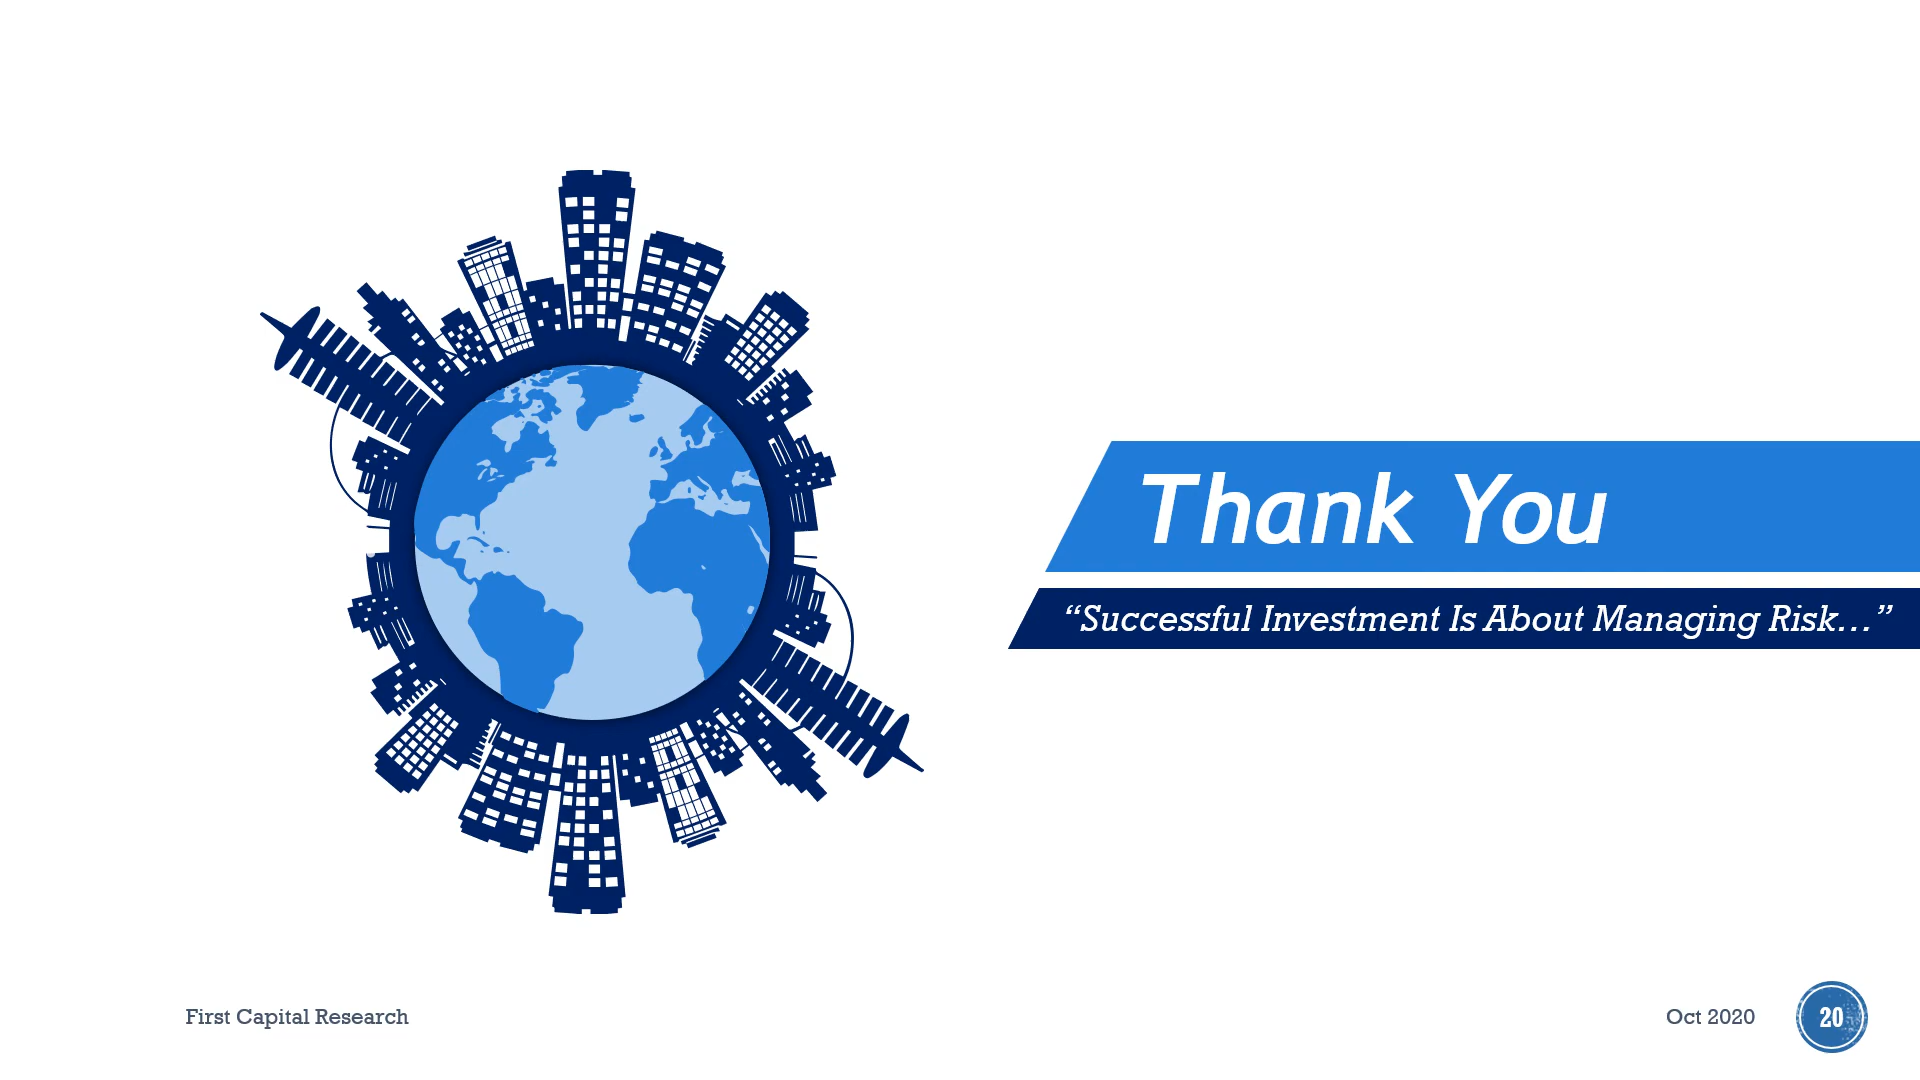 Thank You
“Successful Investment Is About Managing Risk…”
First Capital Research
Oct 2020
20